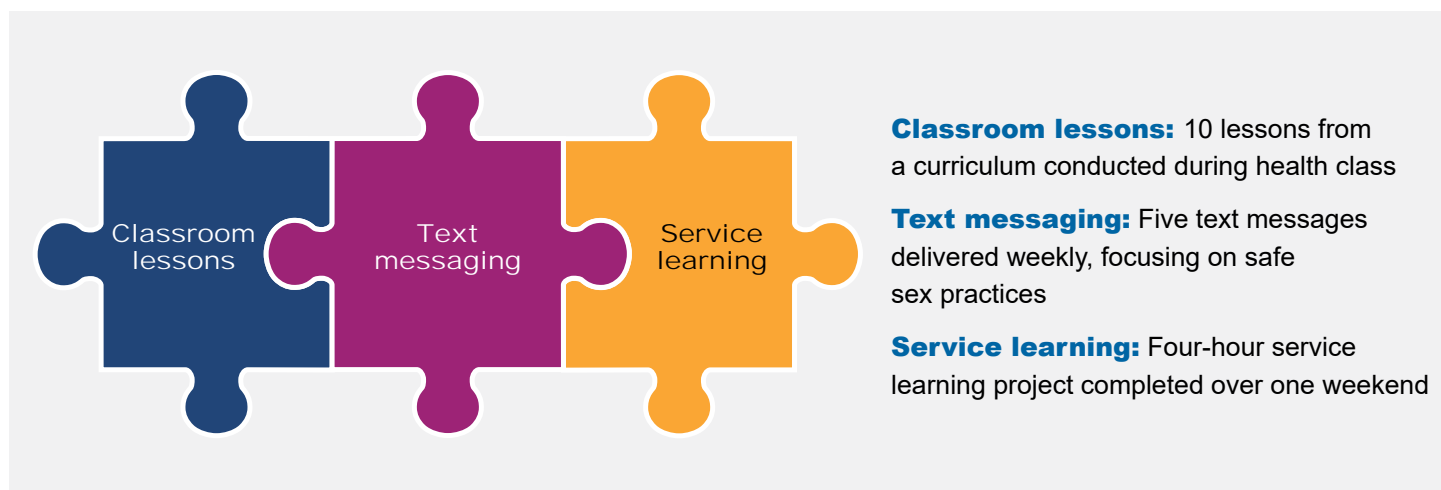 Classroom
lessons
Text
messaging
Service
learning
Classroom lessons: 10 lessons from
a curriculum conducted during health class
Text messaging: Five text messages
delivered weekly, focusing on safe
sex practices
Service learning: Four-hour service
learning project completed over one weekend